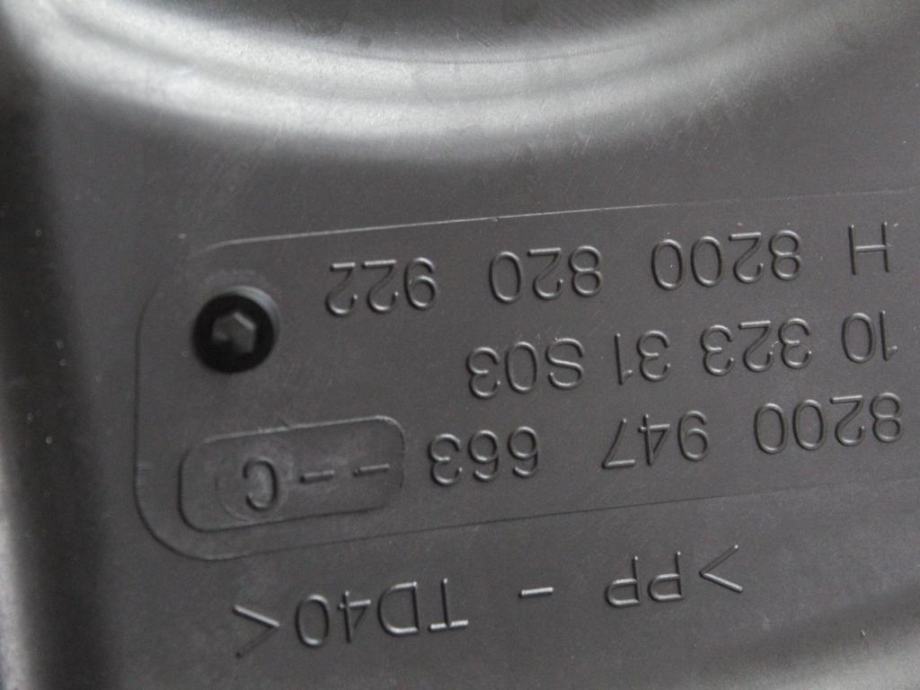 >PP - TD40<
8200 947 663 --C
10 323 31 S03
H 8200 820 922